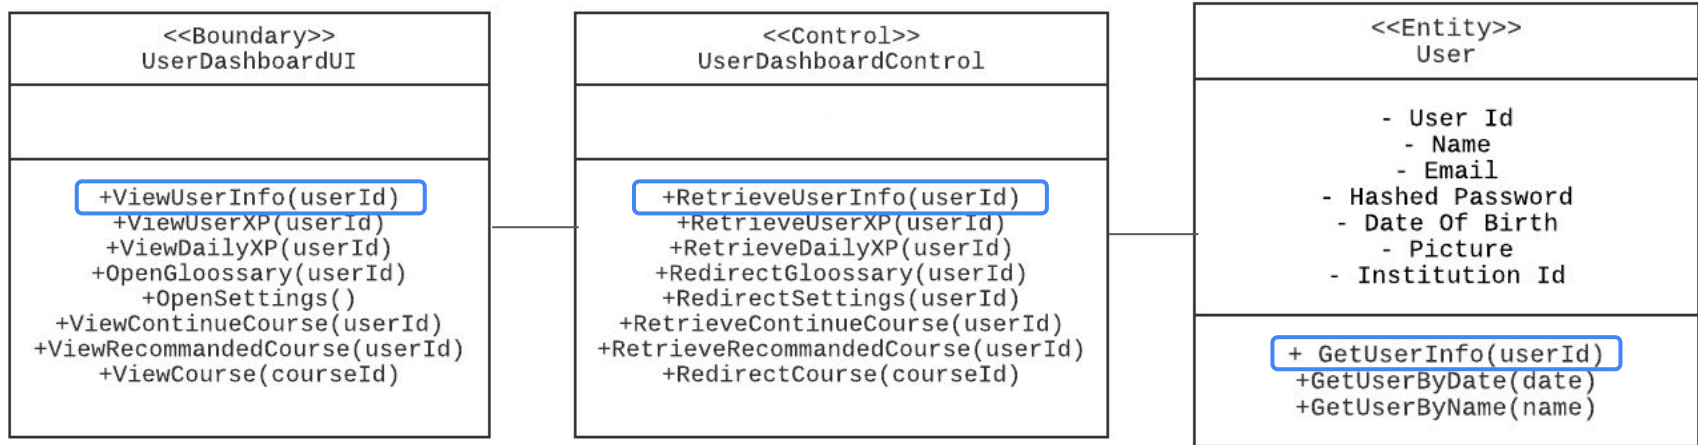 <<Boundary>>
UserDashboardUI
+ViewUserInfo(userId)
+ViewUserXP(userId)
+ViewDailyXP(userId)
+OpenGloossary(userId)
+OpenSettings()
+ViewContinueCourse(userId)
+ViewRecommandedCourse(userId)
+ViewCourse(courseId)
<<Control>>
UserDashboardControl
+RetrieveUserInfo(userId)
+RetrieveUserXP(userId)
+RetrieveDailyXP(userId)
+RedirectGloossary(userId)
+RedirectSettings(userId)
+RetrieveContinueCourse(userId)
+RetrieveRecommandedCourse(userId)
+RedirectCourse(courseId)
<<Entity>>
User
- User Id
- Name
- Email
- Hashed Password
- Date Of Birth
- Picture
- Institution Id
+ GetUserInfo(userId)
+GetUserByDate(date)
+GetUserByName(name)